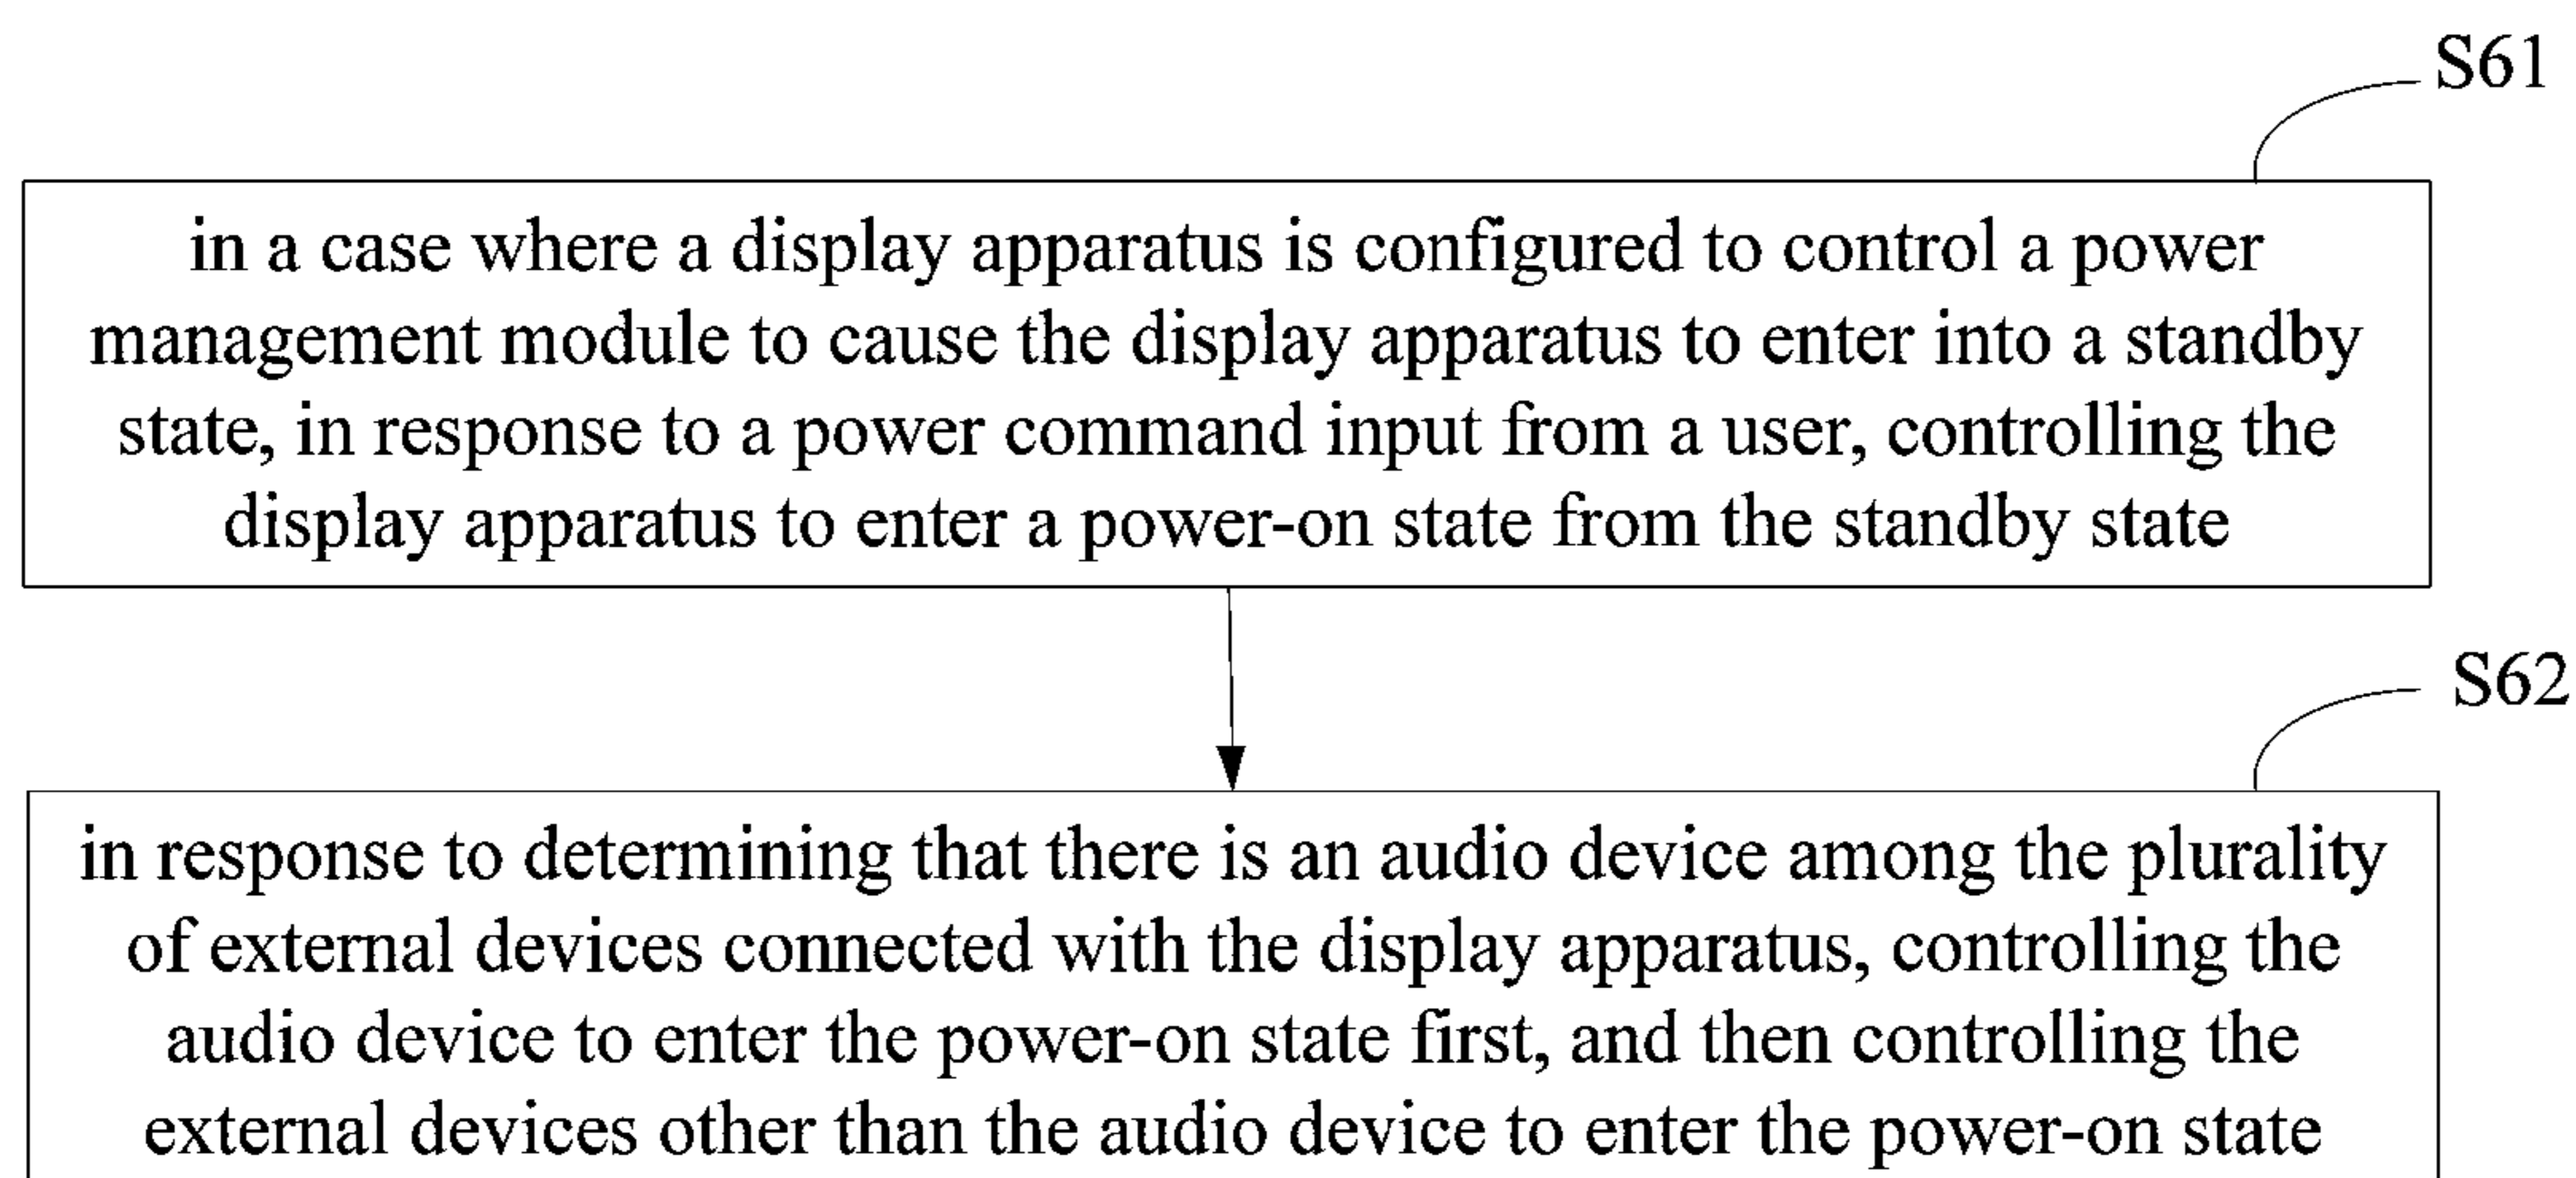 S61
in a case where a display apparatus is configured to control a power
management module to cause the display apparatus to enter into a standby
state, in response to a power command input from a user, controlling the
display apparatus to enter a power-on state from the standby state
S62
in response to determining that there is an audio device among the plurality
of external devices connected with the display apparatus, controlling the
audio device to enter the power-on state first, and then controlling the
external devices other than the audio device to enter the power-on state